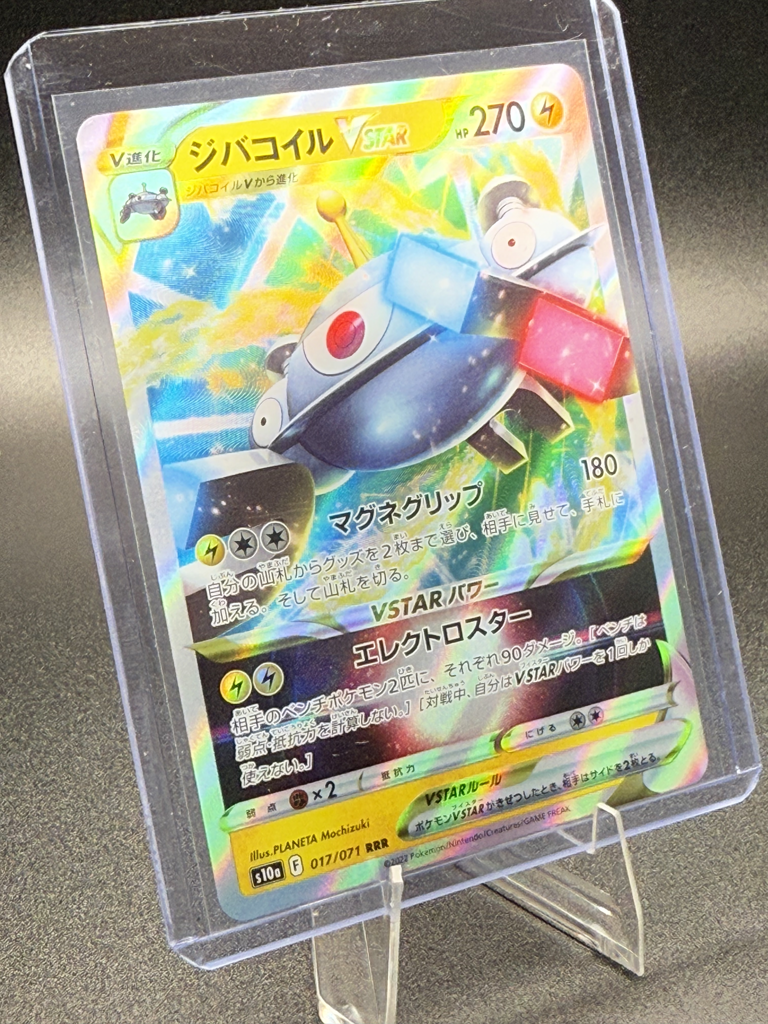 V進化
ジバコイルVSTAR
HP 270
ジバコイルVから進化
マグネグリップ 180
自分の山札からグッズを2枚まで選び、相手に見せて、手札に
加える。そして山札を切る。
VSTARパワー
エレクトロスター
相手のベンチポケモン2匹に、それぞれ90ダメージ。[ベンチは
弱点・抵抗力を計算しない。][対戦中、自分はVSTARパワーを1回しか
使えない。]
弱点 ×2 抵抗力 にげる
VSTARルール
ポケモンVSTARがきぜつしたとき、相手はサイドを2枚とる。
Illus.PLANETA Mochizuki
s10a F 017/071 RRR
©2022 Pokémon/Nintendo/Creatures/GAME FREAK